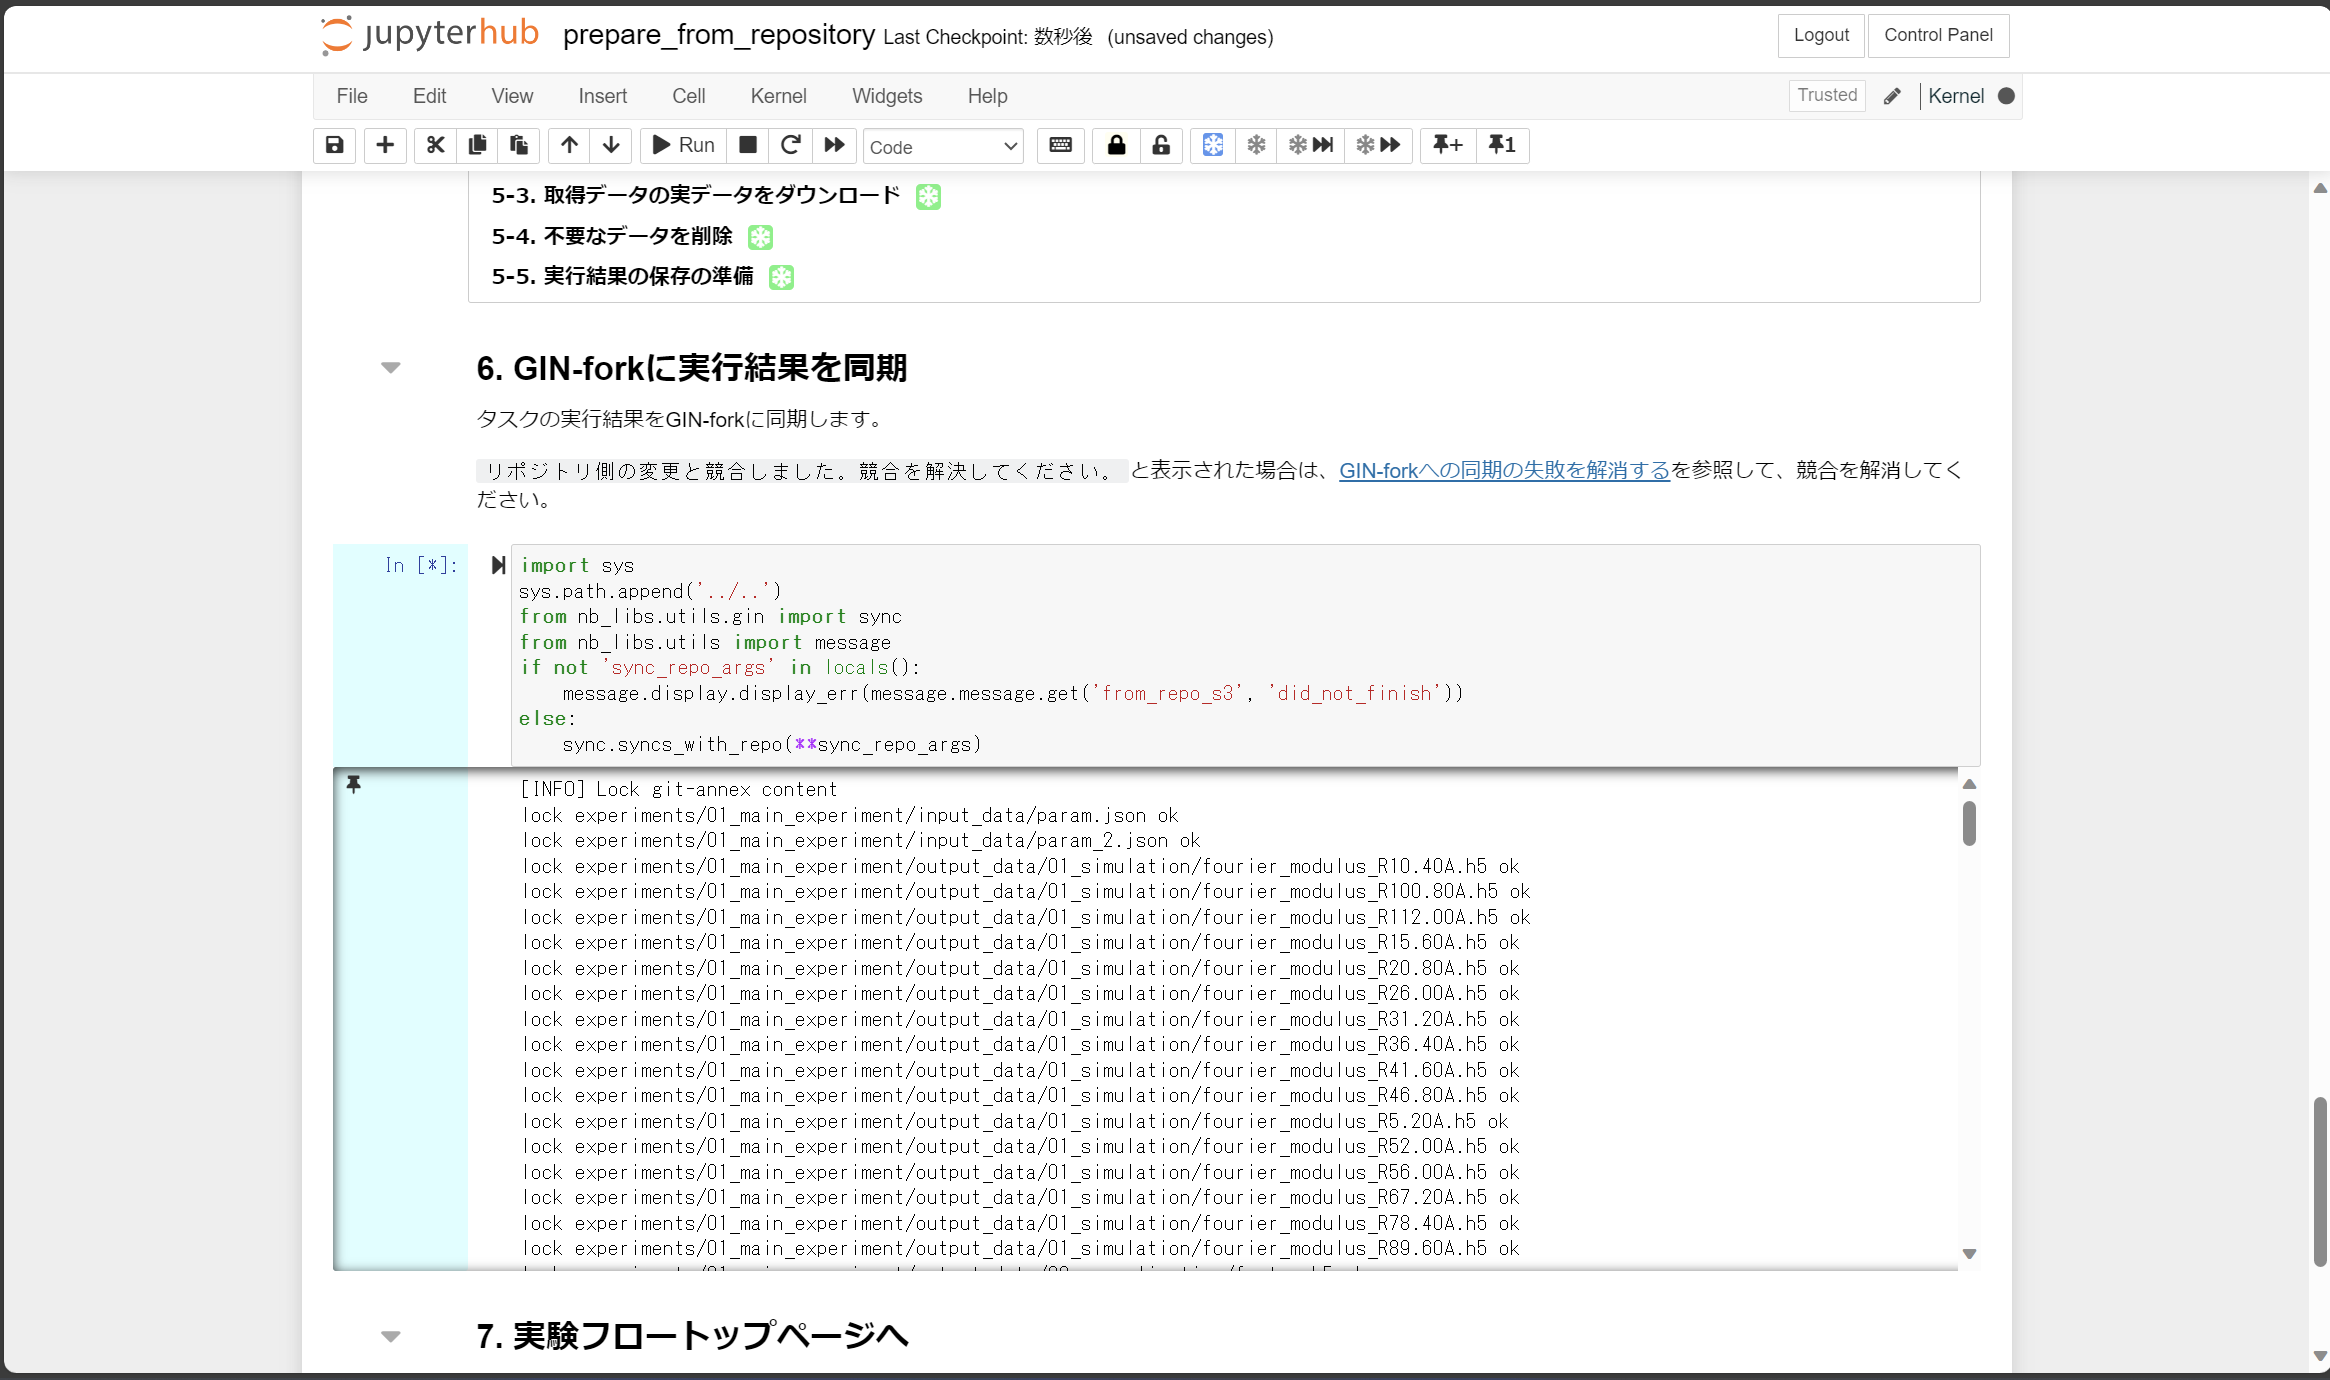 jupyterhub prepare_from_repository Last Checkpoint: 数秒後 (unsaved changes)
Logout Control Panel
File Edit View Insert Cell Kernel Widgets Help
Trusted Kernel
Run Code +1
5-3. 取得データの実データをダウンロード
5-4. 不要なデータを削除
5-5. 実行結果の保存の準備
6. GIN-forkに実行結果を同期
タスクの実行結果をGIN-forkに同期します。
リポジトリ側の変更と競合しました。競合を解決してください。 と表示された場合は、GIN-forkへの同期の失敗を解消するを参照して、競合を解消してく
ださい。
In [*]:
import sys
sys.path.append('../..')
from nb_libs.utils.gin import sync
from nb_libs.utils import message
if not 'sync_repo_args' in locals():
    message.display.display_err(message.message.get('from_repo_s3', 'did_not_finish'))
else:
    sync.syncs_with_repo(**sync_repo_args)
[INFO] Lock git-annex content
lock experiments/01_main_experiment/input_data/param.json ok
lock experiments/01_main_experiment/input_data/param_2.json ok
lock experiments/01_main_experiment/output_data/01_simulation/fourier_modulus_R10.40A.h5 ok
lock experiments/01_main_experiment/output_data/01_simulation/fourier_modulus_R100.80A.h5 ok
lock experiments/01_main_experiment/output_data/01_simulation/fourier_modulus_R112.00A.h5 ok
lock experiments/01_main_experiment/output_data/01_simulation/fourier_modulus_R15.60A.h5 ok
lock experiments/01_main_experiment/output_data/01_simulation/fourier_modulus_R20.80A.h5 ok
lock experiments/01_main_experiment/output_data/01_simulation/fourier_modulus_R26.00A.h5 ok
lock experiments/01_main_experiment/output_data/01_simulation/fourier_modulus_R31.20A.h5 ok
lock experiments/01_main_experiment/output_data/01_simulation/fourier_modulus_R36.40A.h5 ok
lock experiments/01_main_experiment/output_data/01_simulation/fourier_modulus_R41.60A.h5 ok
lock experiments/01_main_experiment/output_data/01_simulation/fourier_modulus_R46.80A.h5 ok
lock experiments/01_main_experiment/output_data/01_simulation/fourier_modulus_R5.20A.h5 ok
lock experiments/01_main_experiment/output_data/01_simulation/fourier_modulus_R52.00A.h5 ok
lock experiments/01_main_experiment/output_data/01_simulation/fourier_modulus_R56.00A.h5 ok
lock experiments/01_main_experiment/output_data/01_simulation/fourier_modulus_R67.20A.h5 ok
lock experiments/01_main_experiment/output_data/01_simulation/fourier_modulus_R78.40A.h5 ok
lock experiments/01_main_experiment/output_data/01_simulation/fourier_modulus_R89.60A.h5 ok
7. 実験フロートップページへ